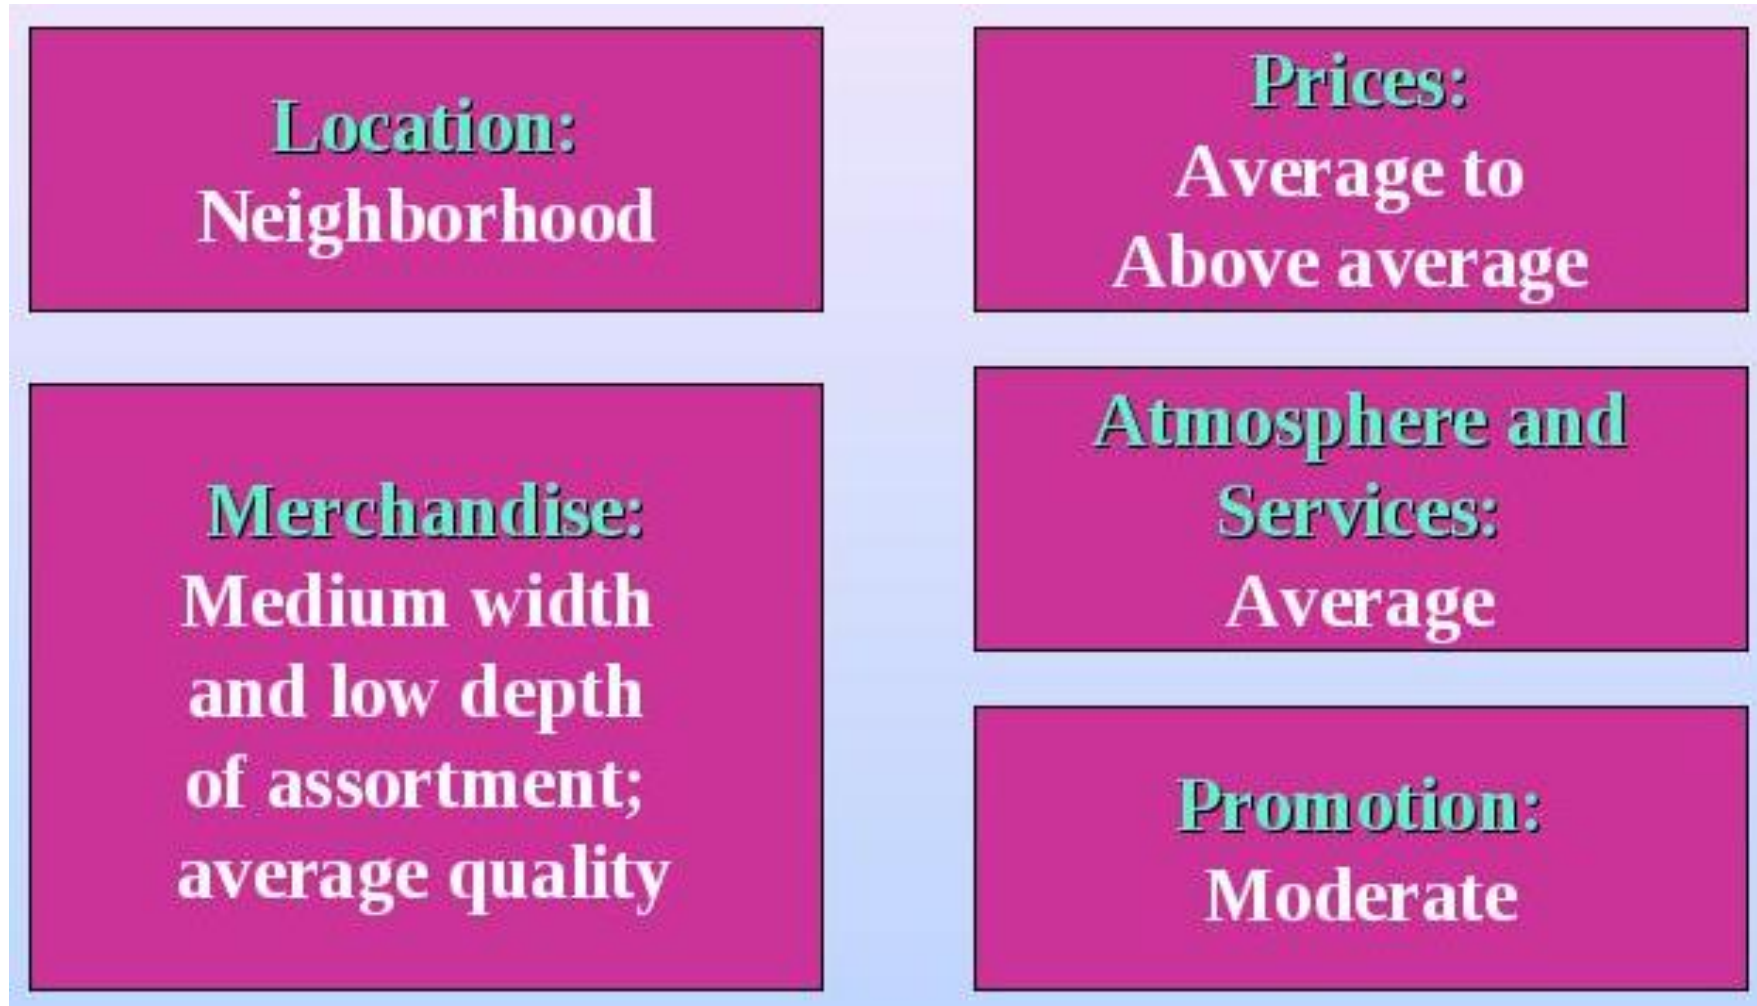 Location:
Neighborhood
Merchandise:
Medium width
and low depth
of assortment;
average quality
Prices:
Average to
Above average
Atmosphere and
Services:
Average
Promotion:
Moderate